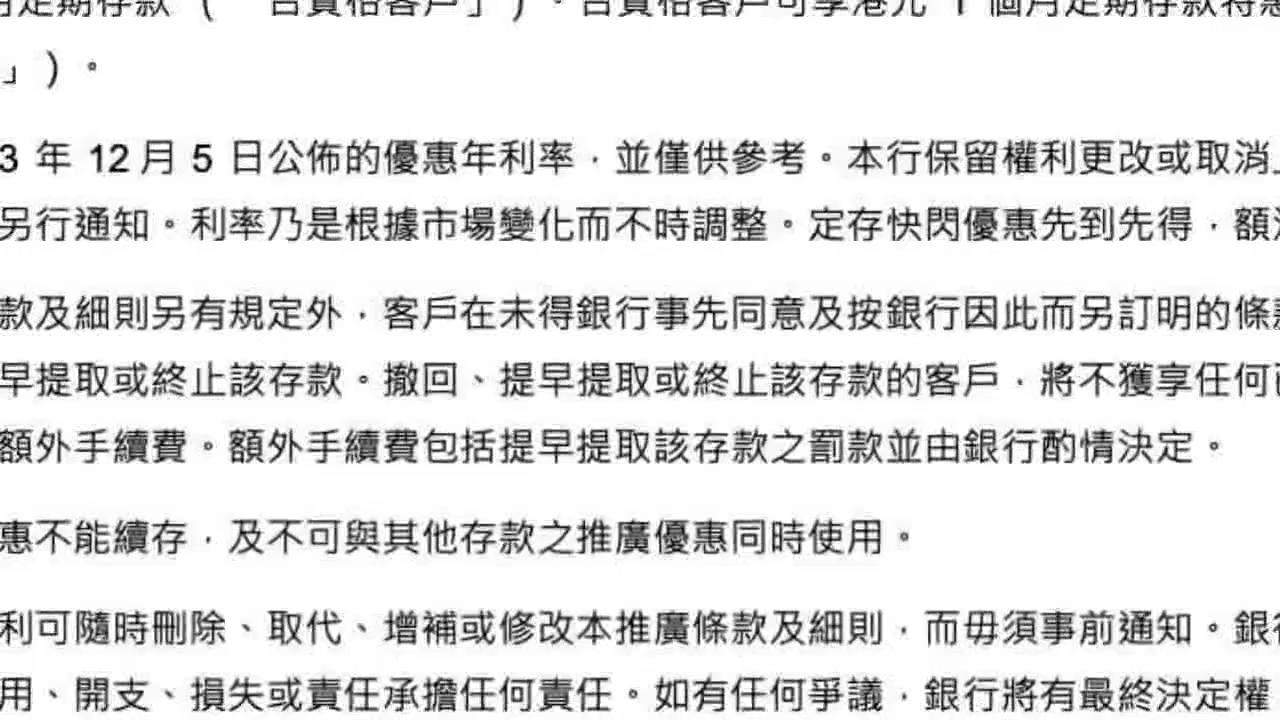 定期存款（「合資格客戶」）。合資格客戶可享港元 1 個月定期存款特惠
」）。
3 年 12 月 5 日公佈的優惠年利率，並僅供參考。本行保留權利更改或取消
另行通知。利率乃是根據市場變化而不時調整。定存快閃優惠先到先得，額
款及細則另有規定外，客戶在未得銀行事先同意及按銀行因此而另訂明的條款
早提取或終止該存款。撤回、提早提取或終止該存款的客戶，將不獲享任何
額外手續費。額外手續費包括提早提取該存款之罰款並由銀行酌情決定。
惠不能續存，及不可與其他存款之推廣優惠同時使用。
利可隨時刪除、取代、增補或修改本推廣條款及細則，而毋須事前通知。銀行
用、開支、損失或責任承擔任何責任。如有任何爭議，銀行將有最終決定權